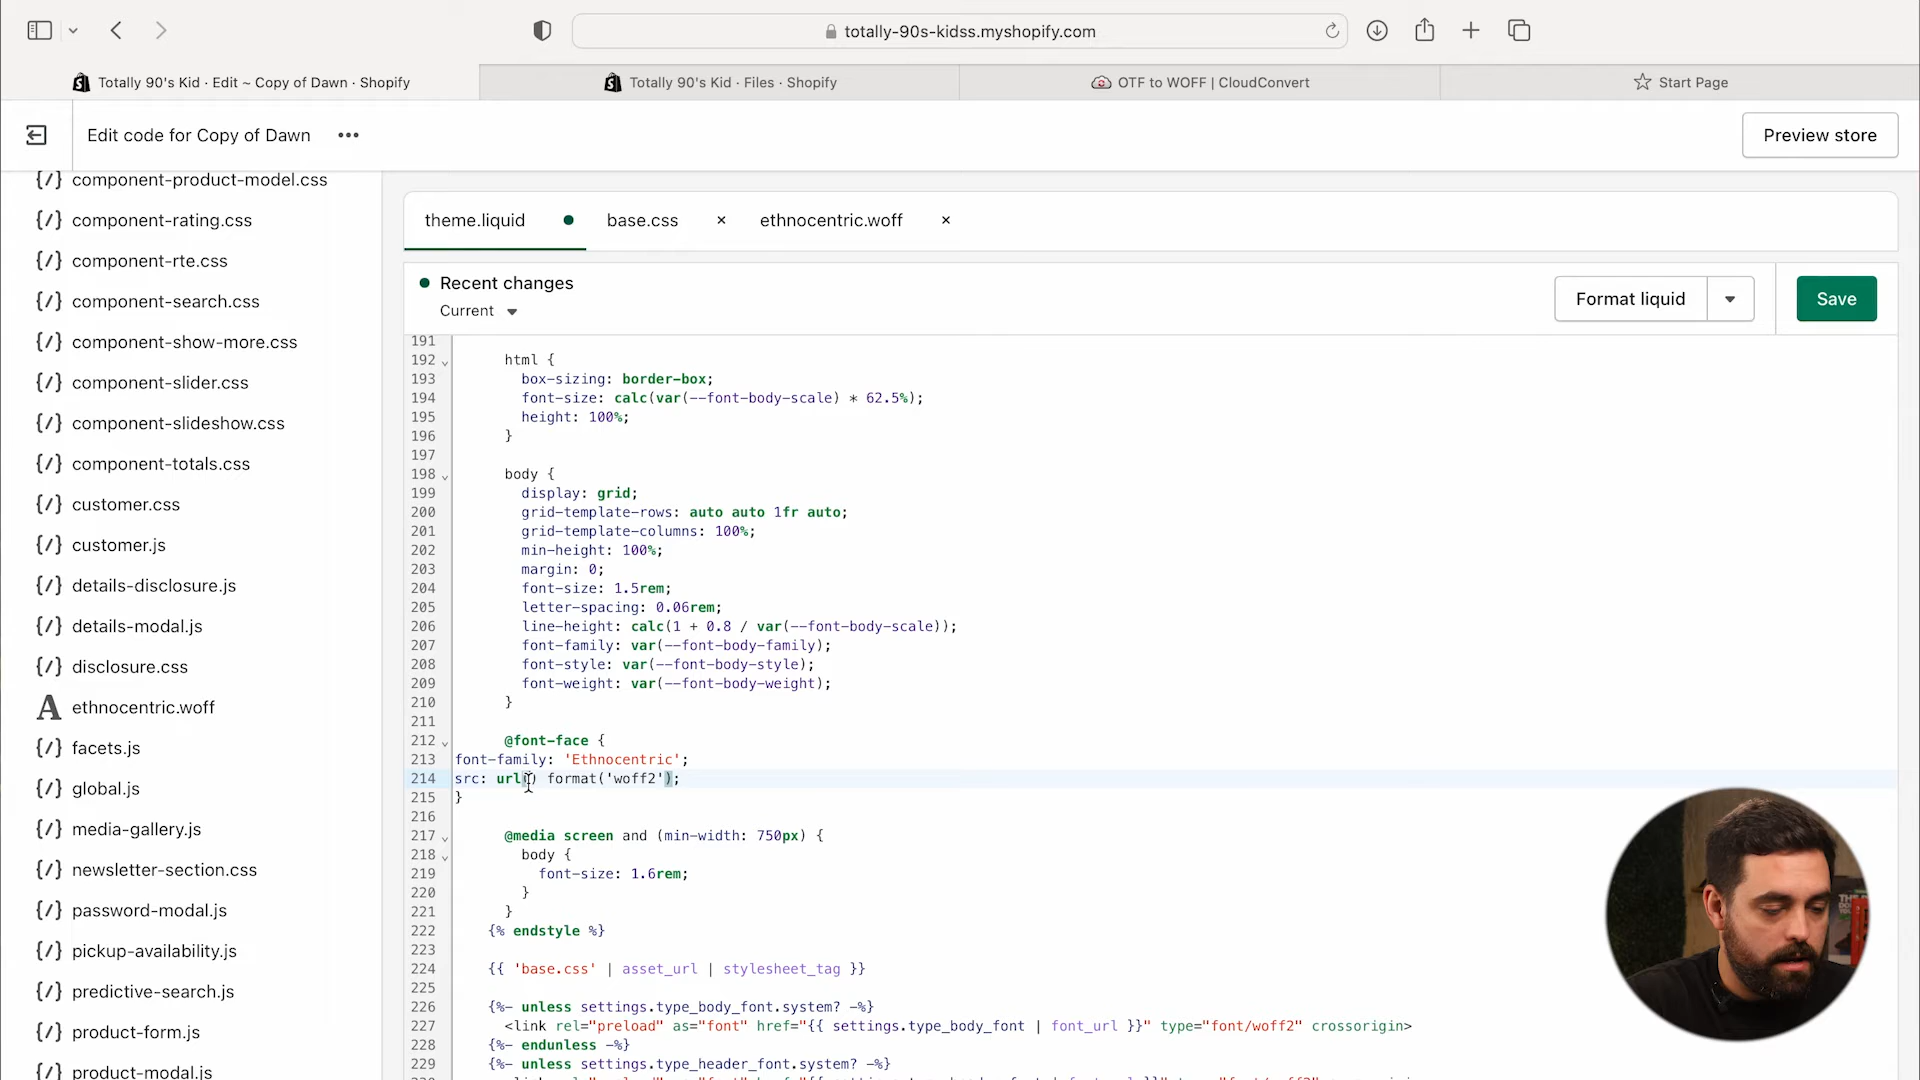 totally-90s-kidss.myshopify.com
Totally 90's Kid · Edit ~ Copy of Dawn · Shopify
Totally 90's Kid · Files · Shopify
OTF to WOFF | CloudConvert
Start Page
Edit code for Copy of Dawn
Preview store
{/} component-product-model.css
{/} component-rating.css
{/} component-rte.css
{/} component-search.css
{/} component-show-more.css
{/} component-slider.css
{/} component-slideshow.css
{/} component-totals.css
{/} customer.css
{/} customer.js
{/} details-disclosure.js
{/} details-modal.js
{/} disclosure.css
A ethnocentric.woff
{/} facets.js
{/} global.js
{/} media-gallery.js
{/} newsletter-section.css
{/} password-modal.js
{/} pickup-availability.js
{/} predictive-search.js
{/} product-form.js
{/} product-modal.js
theme.liquid
base.css
ethnocentric.woff
Recent changes
Current
Format liquid
Save
191
192 html {
193 box-sizing: border-box;
194 font-size: calc(var(--font-body-scale) * 62.5%);
195 height: 100%;
196 }
197
198 body {
199 display: grid;
200 grid-template-rows: auto auto 1fr auto;
201 grid-template-columns: 100%;
202 min-height: 100%;
203 margin: 0;
204 font-size: 1.5rem;
205 letter-spacing: 0.06rem;
206 line-height: calc(1 + 0.8 / var(--font-body-scale));
207 font-family: var(--font-body-family);
208 font-style: var(--font-body-style);
209 font-weight: var(--font-body-weight);
210 }
211
212 @font-face {
213 font-family: 'Ethnocentric';
214 src: url() format('woff2');
215 }
216
217 @media screen and (min-width: 750px) {
218 body {
219 font-size: 1.6rem;
220 }
221 }
222 {% endstyle %}
223
224 {{ 'base.css' | asset_url | stylesheet_tag }}
225
226 {%- unless settings.type_body_font.system? -%}
227 <link rel="preload" as="font" href="{{ settings.type_body_font | font_url }}" type="font/woff2" crossorigin>
228 {%- endunless -%}
229 {%- unless settings.type_header_font.system? -%}